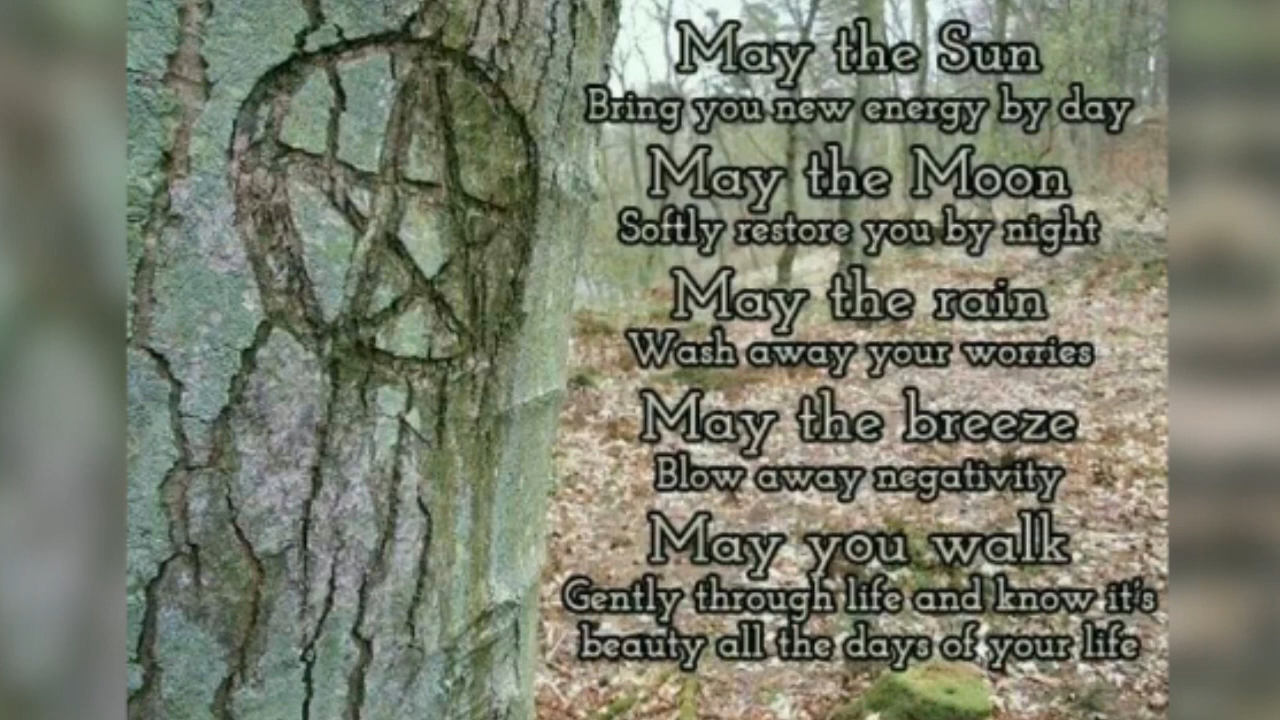 May the Sun
Bring you new energy by day
May the Moon
Softly restore you by night
May the rain
Wash away your worries
May the breeze
Blow away negativity
May you walk
Gently through life and know it's
beauty all the days of your life